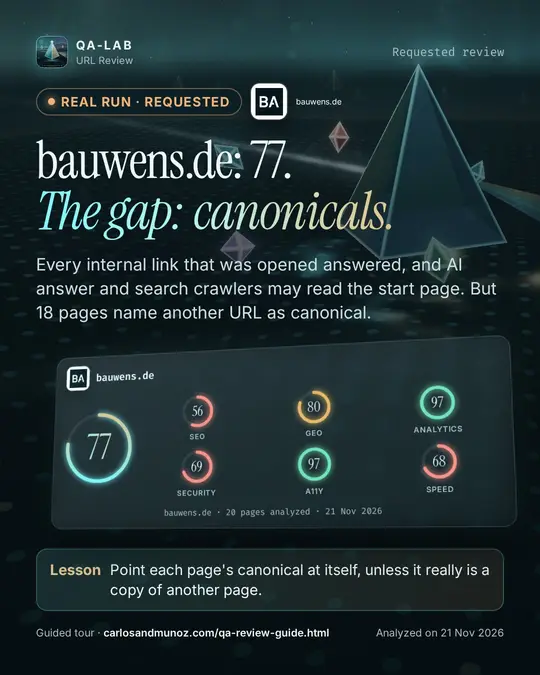 QA-LAB
URL Review
Requested review
REAL RUN · REQUESTED
BA
bauwens.de
bauwens.de: 77.
The gap: canonicals.
Every internal link that was opened answered, and AI
answer and search crawlers may read the start page. But
18 pages name another URL as canonical.
BA
bauwens.de
77
56
SEO
80
GEO
97
ANALYTICS
69
SECURITY
97
A11Y
68
SPEED
bauwens.de · 20 pages analyzed · 21 Nov 2026
Lesson
Point each page's canonical at itself, unless it really is a
copy of another page.
Guided tour · carlosandmunoz.com/qa-review-guide.html
Analyzed on 21 Nov 2026